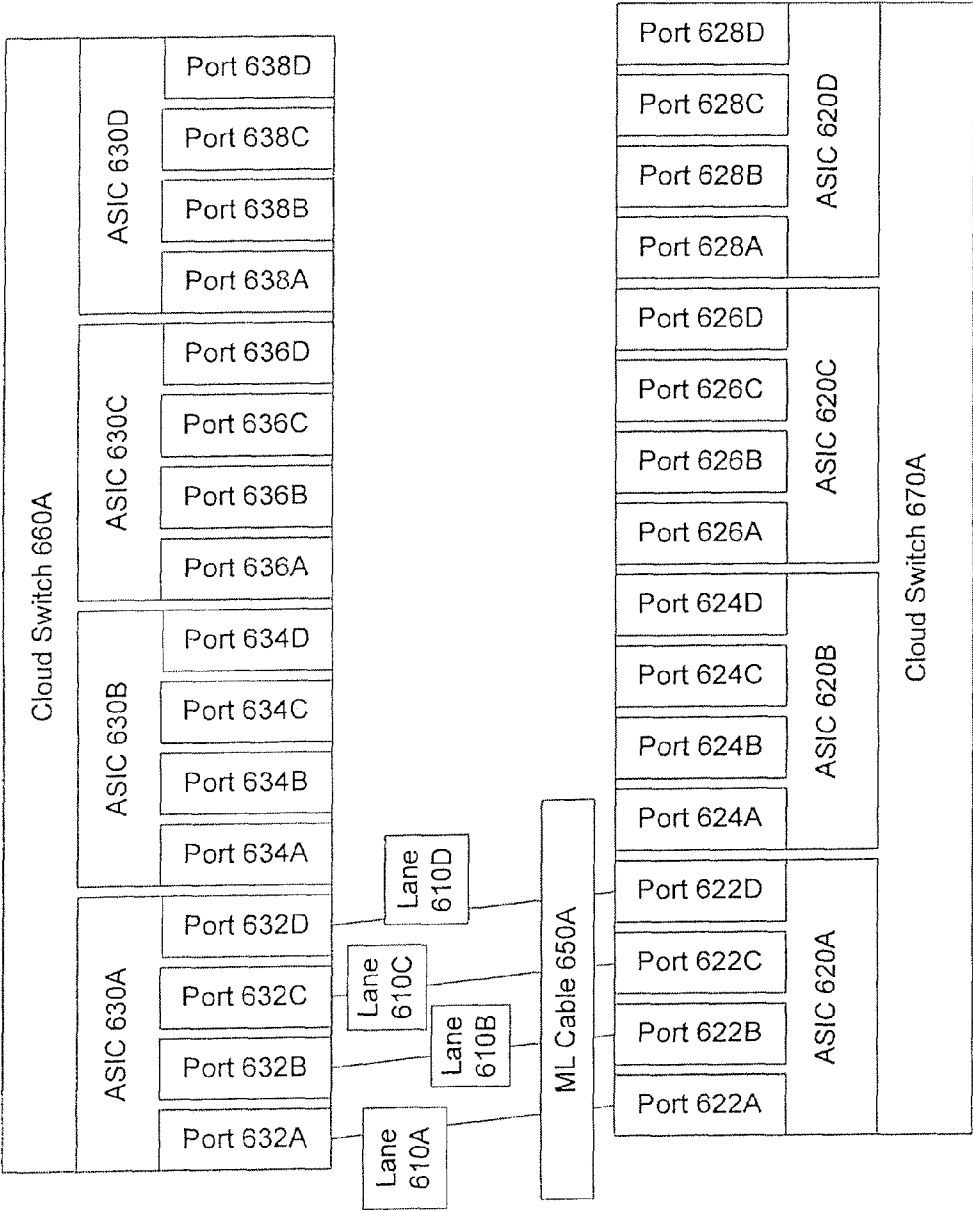 Cloud Switch 660A
ASIC 630D
Port 638D
Port 638C
Port 638B
Port 638A
ASIC 630C
Port 636D
Port 636C
Port 636B
Port 636A
ASIC 630B
Port 634D
Port 634C
Port 634B
Port 634A
ASIC 630A
Port 632D
Port 632C
Port 632B
Port 632A
Lane
610D
Lane
610C
Lane
610B
Lane
610A
ML Cable 650A
Port 628D
Port 628C
Port 628B
Port 628A
ASIC 620D
Port 626D
Port 626C
Port 626B
Port 626A
ASIC 620C
Port 624D
Port 624C
Port 624B
Port 624A
ASIC 620B
Port 622D
Port 622C
Port 622B
Port 622A
ASIC 620A
Cloud Switch 670A